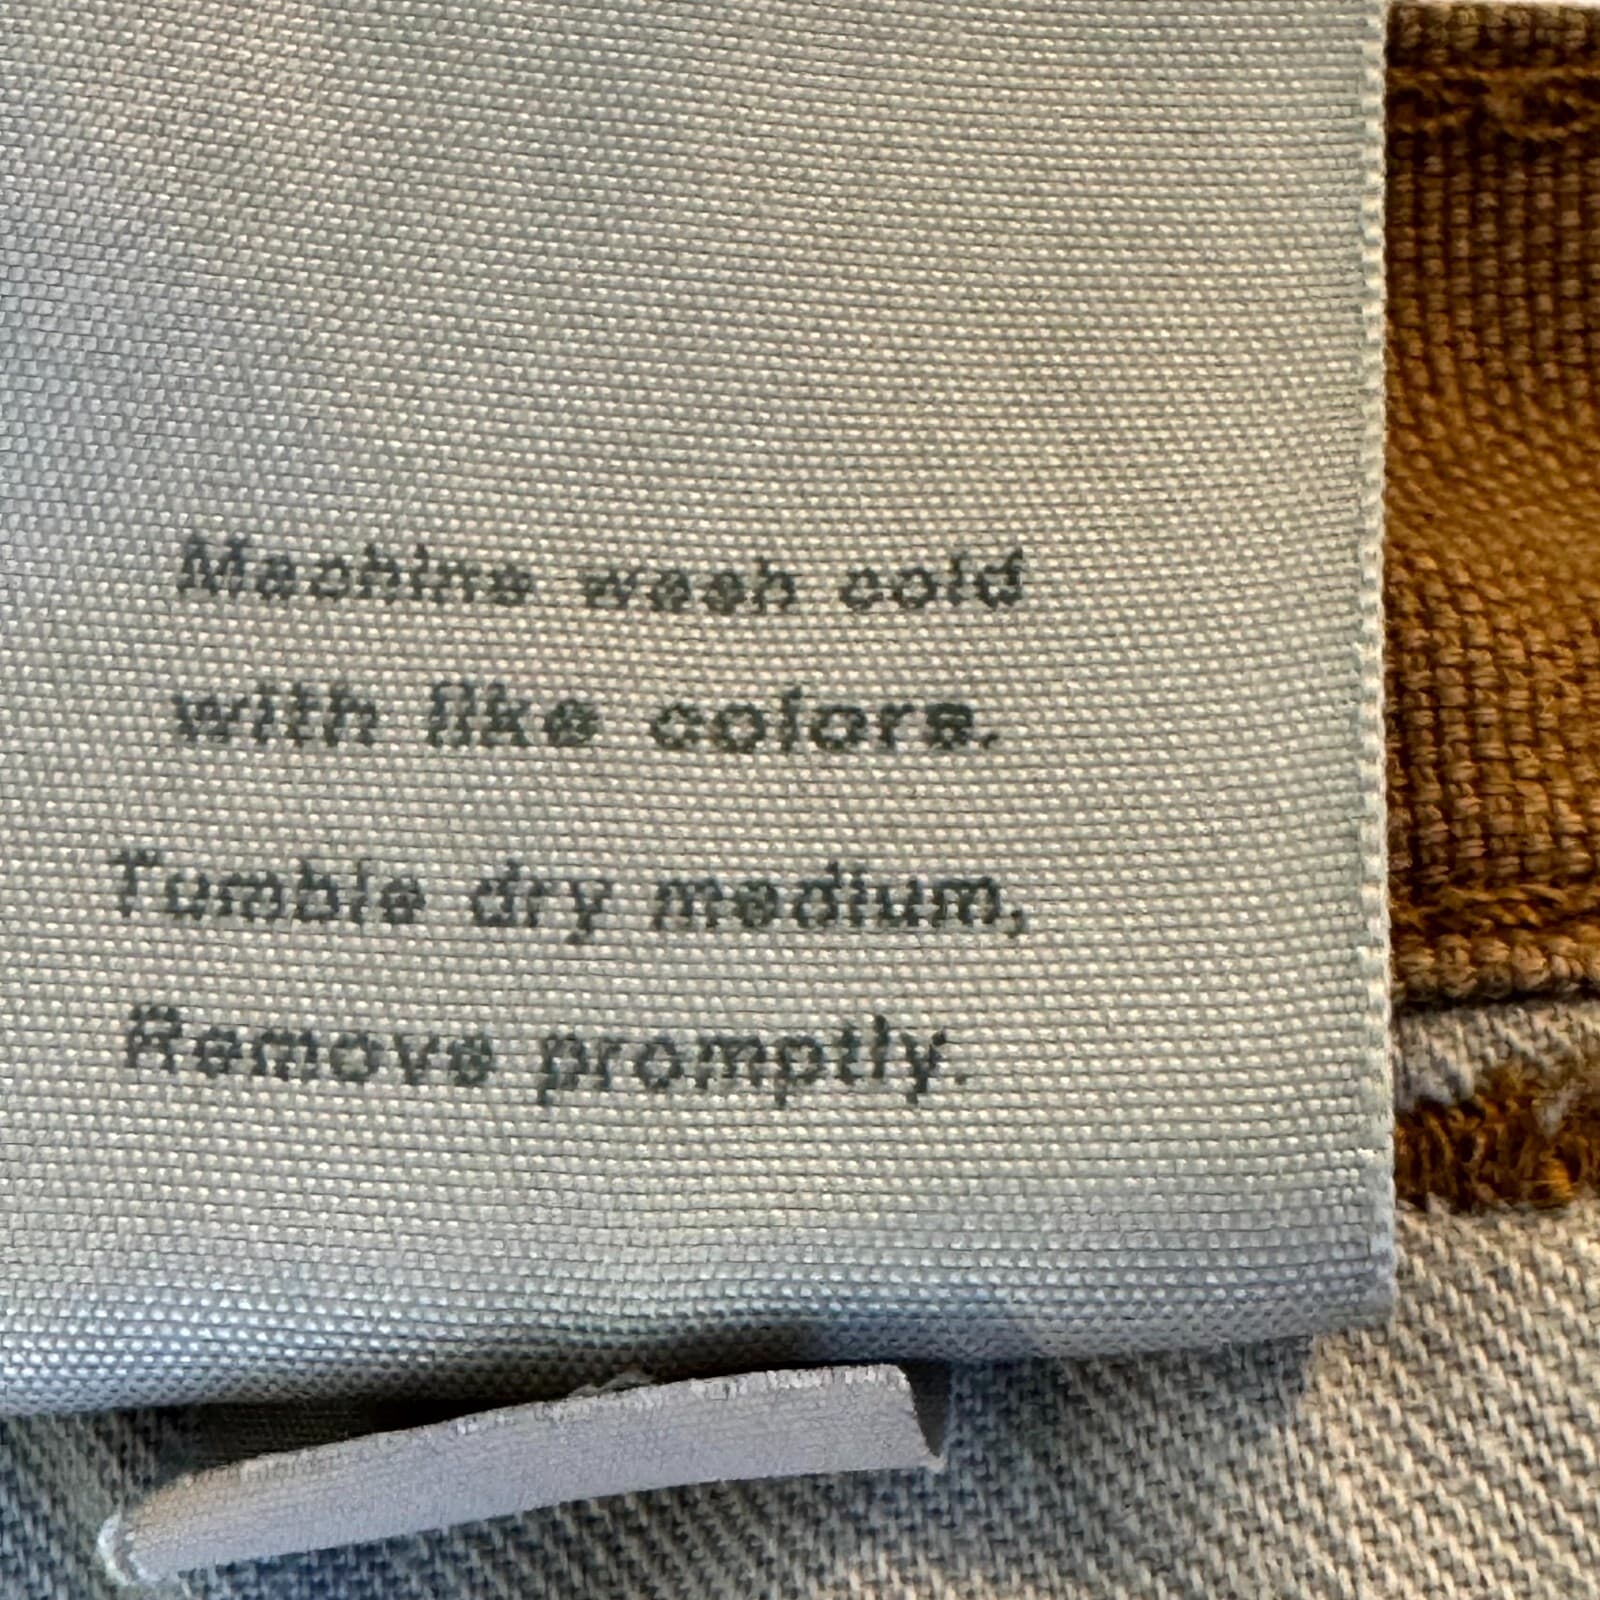 Machine wash cold
with like colors.
Tumble dry medium,
Remove promptly.